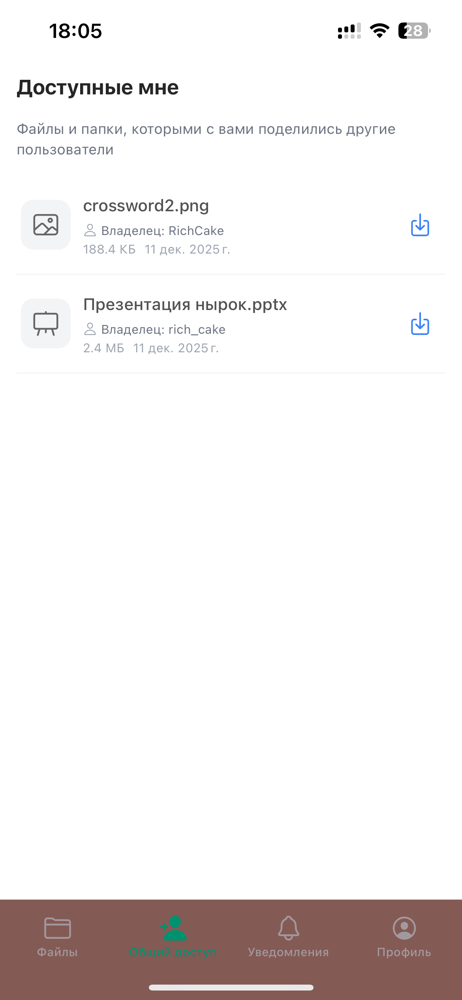 18:05
28
Доступные мне
Файлы и папки, которыми с вами поделились другие
пользователи
crossword2.png
Владелец: RichCake
188.4 КБ 11 дек. 2025 г.
Презентация нырок.pptx
Владелец: rich_cake
2.4 МБ 11 дек. 2025 г.
Файлы
Общий доступ
Уведомления
Профиль